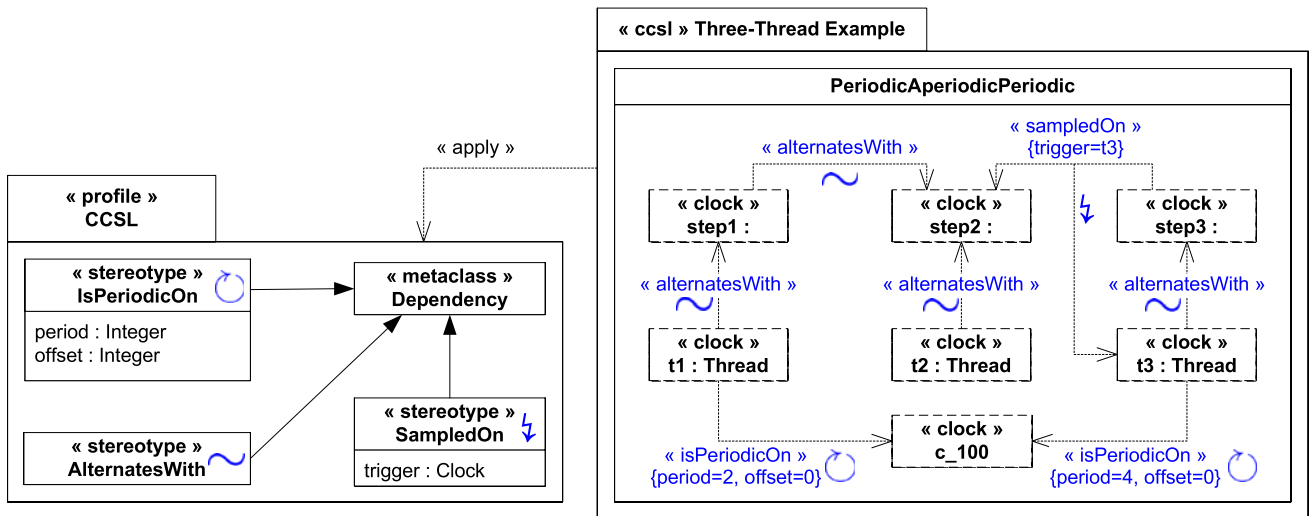 « ccsl » Three-Thread Example
PeriodicAperiodicPeriodic
« apply »
« alternatesWith »
« sampledOn »
{trigger=t3}
« clock »
step1 :
« clock »
step2 :
« clock »
step3 :
« alternatesWith »
« alternatesWith »
« alternatesWith »
« clock »
t1 : Thread
« clock »
t2 : Thread
« clock »
t3 : Thread
« clock »
c_100
« isPeriodicOn »
{period=2, offset=0}
« isPeriodicOn »
{period=4, offset=0}
« profile »
CCSL
« stereotype »
IsPeriodicOn
period : Integer
offset : Integer
« metaclass »
Dependency
« stereotype »
AlternatesWith
« stereotype »
SampledOn
trigger : Clock